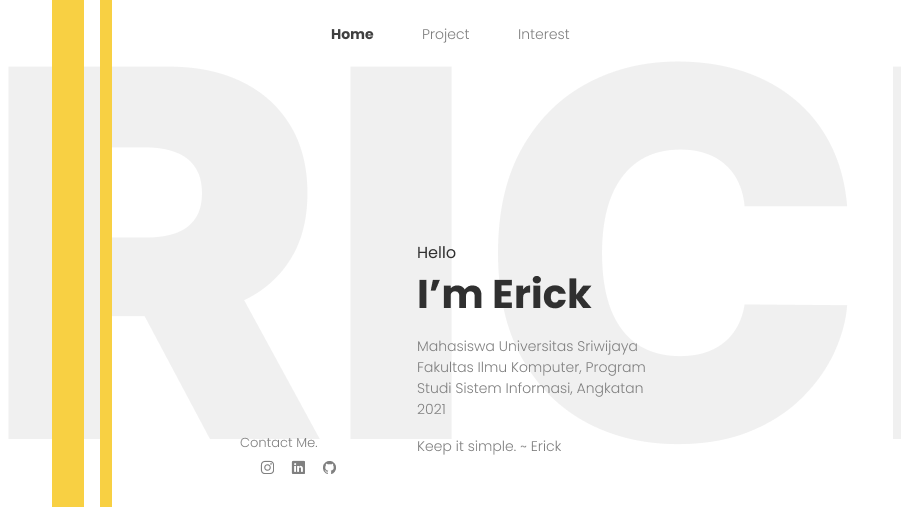 Home Project Interest
RIC
Hello
I’m Erick
Mahasiswa Universitas Sriwijaya
Fakultas Ilmu Komputer, Program
Studi Sistem Informasi, Angkatan
2021
Keep it simple. ~ Erick
Contact Me.